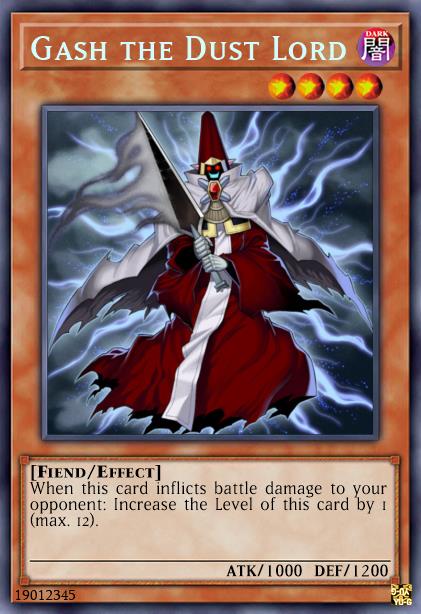 Gash the Dust Lord
DARK
闇
[Fiend/Effect]
When this card inflicts battle damage to your
opponent: Increase the Level of this card by 1
(max. 12).
ATK/1000 DEF/1200
19012345